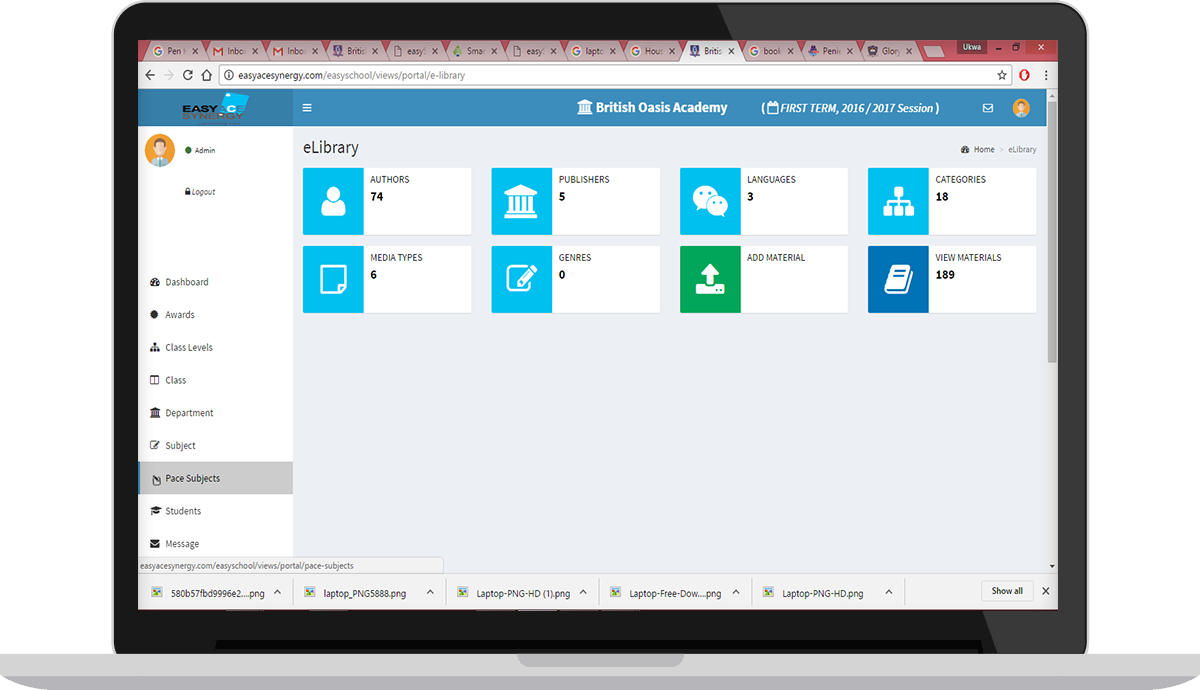 Pen
Inbo
Inbo
Britis
easy
Smar
easy
lapto
Hous
Britis
book
Penie
Glory
Ukwa
easyacesynergy.com/easyschool/views/portal/e-library
EASY ACE
SYNERGY
British Oasis Academy
( FIRST TERM, 2016 / 2017 Session )
Admin
Logout
eLibrary
Home > eLibrary
AUTHORS
74
PUBLISHERS
5
LANGUAGES
3
CATEGORIES
18
MEDIA TYPES
6
GENRES
0
ADD MATERIAL
VIEW MATERIALS
189
Dashboard
Awards
Class Levels
Class
Department
Subject
Pace Subjects
Students
Message
easyacesynergy.com/easyschool/views/portal/pace-subjects
580b57fbd9996e2....png
laptop_PNG5888.png
Laptop-PNG-HD (1).png
Laptop-Free-Dow....png
Laptop-PNG-HD.png
Show all